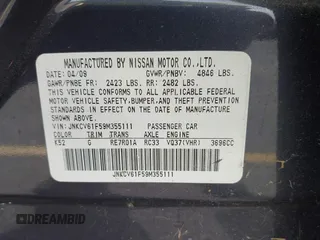 MANUFACTURED BY NISSAN MOTOR CO.,LTD.
DATE: 04/09 GVWR/PNBV: 4846 LBS.
GAWR/PNBE FR: 2423 LBS. RR: 2482 LBS.
THIS VEHICLE CONFORMS TO ALL APPLICABLE FEDERAL
MOTOR VEHICLE SAFETY,BUMPER,AND THEFT PREVENTION
STANDARDS IN EFFECT ON THE DATE OF MANUFACTURE
SHOWN ABOVE.
VIN:JNKCV61F59M355111 PASSENGER CAR
COLOR TRIM TRANS AXLE ENGINE
K52 G RE7R01A RC33 VQ37(VHR) 3696CC
JNKCV61F59M355111
DREAMBID